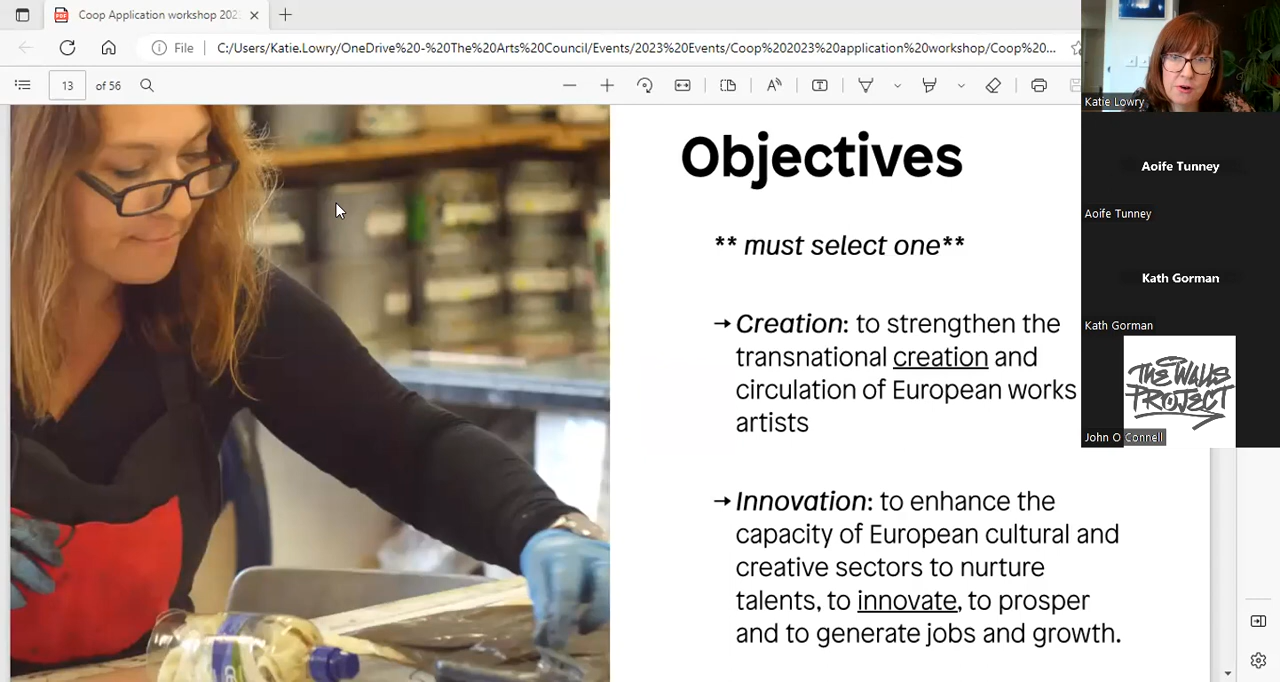 Coop Application workshop 202
File
C:/Users/Katie.Lowry/OneDrive%20-%20The%20Arts%20Council/Events/2023%20Events/Coop%202023%20application%20workshop/Coop%20...
13 of 56
Objectives
** must select one**
→ Creation: to strengthen the
transnational creation and
circulation of European works
artists
→ Innovation: to enhance the
capacity of European cultural and
creative sectors to nurture
talents, to innovate, to prosper
and to generate jobs and growth.
Katie Lowry
Aoife Tunney
Aoife Tunney
Kath Gorman
Kath Gorman
THE WALLS
PROJECT
John O Connell